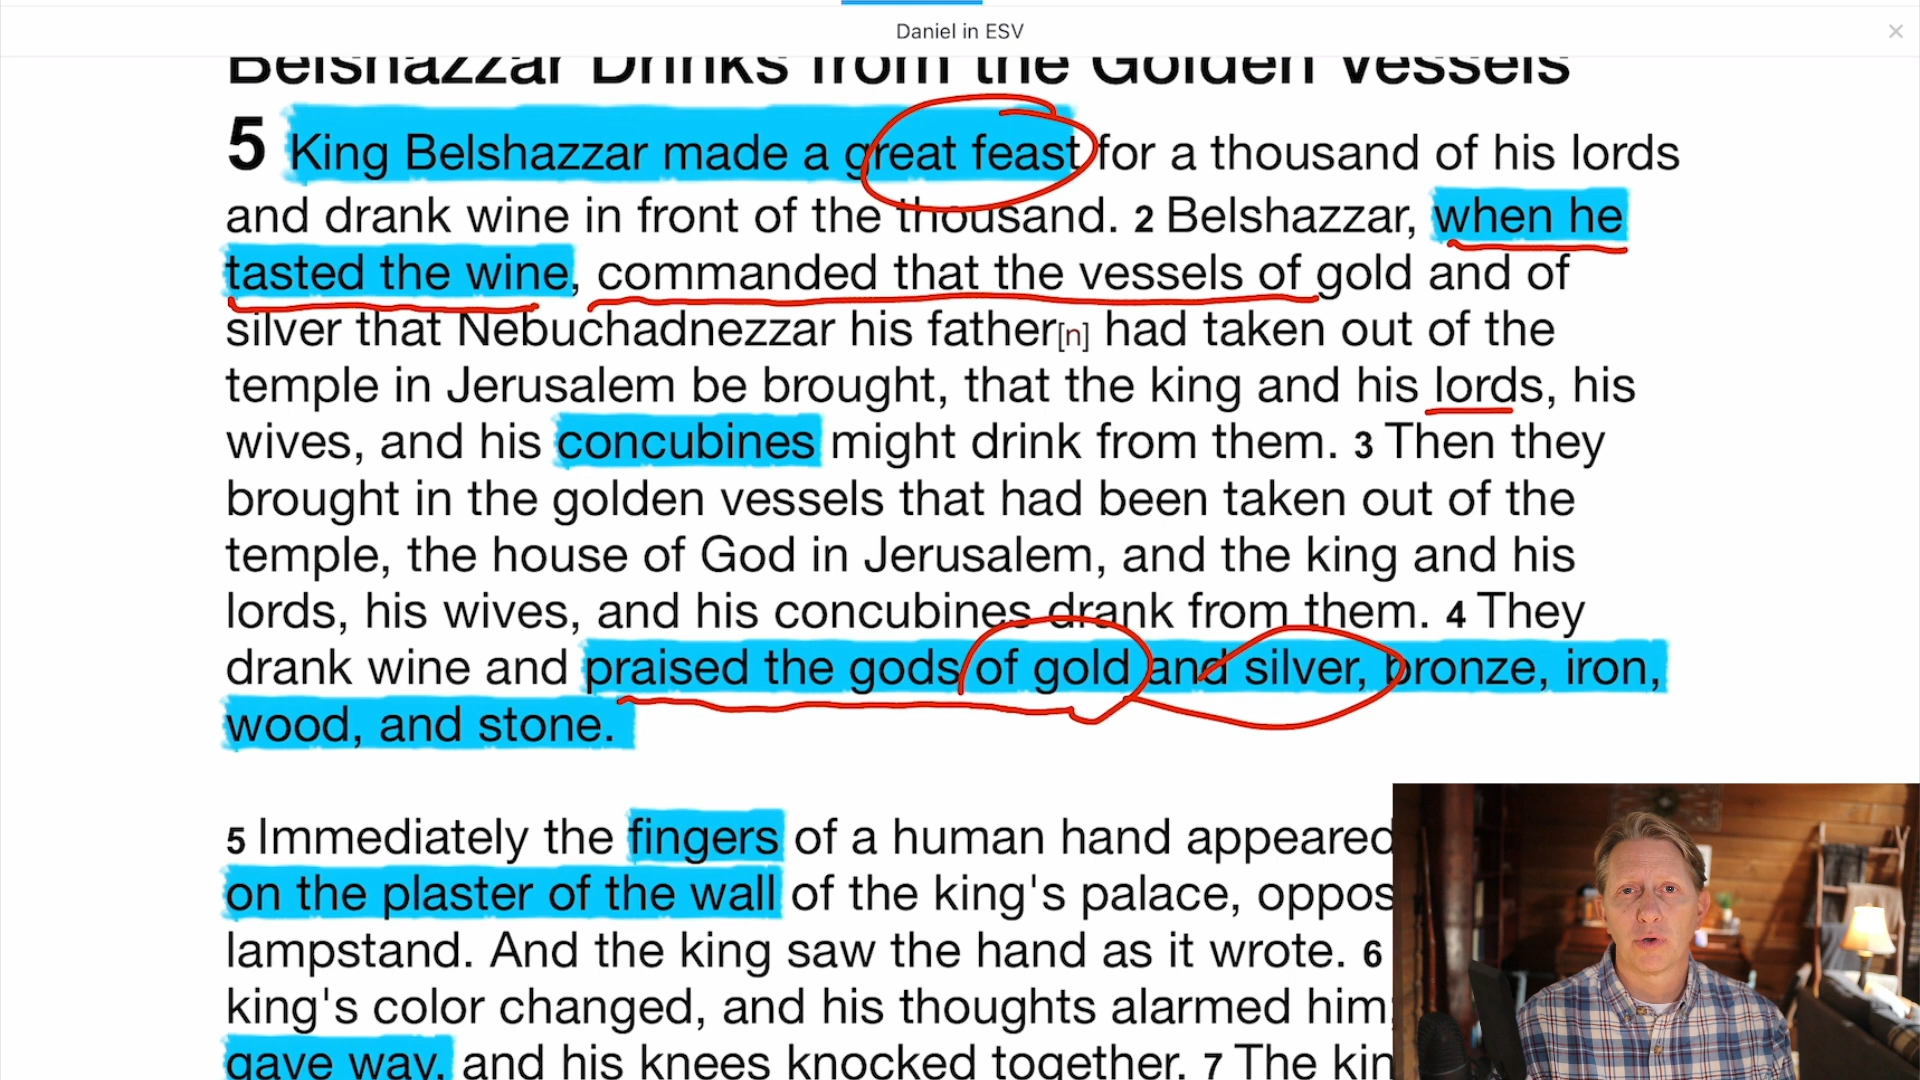 Daniel in ESV
Belshazzar Drinks from the Golden Vessels
5 King Belshazzar made a great feast for a thousand of his lords
and drank wine in front of the thousand. 2 Belshazzar, when he
tasted the wine, commanded that the vessels of gold and of
silver that Nebuchadnezzar his father[n] had taken out of the
temple in Jerusalem be brought, that the king and his lords, his
wives, and his concubines might drink from them. 3 Then they
brought in the golden vessels that had been taken out of the
temple, the house of God in Jerusalem, and the king and his
lords, his wives, and his concubines drank from them. 4 They
drank wine and praised the gods of gold and silver, bronze, iron,
wood, and stone.
5 Immediately the fingers of a human hand appeared
on the plaster of the wall of the king's palace, oppos
lampstand. And the king saw the hand as it wrote. 6
king's color changed, and his thoughts alarmed him;
gave way, and his knees knocked together. 7 The kin